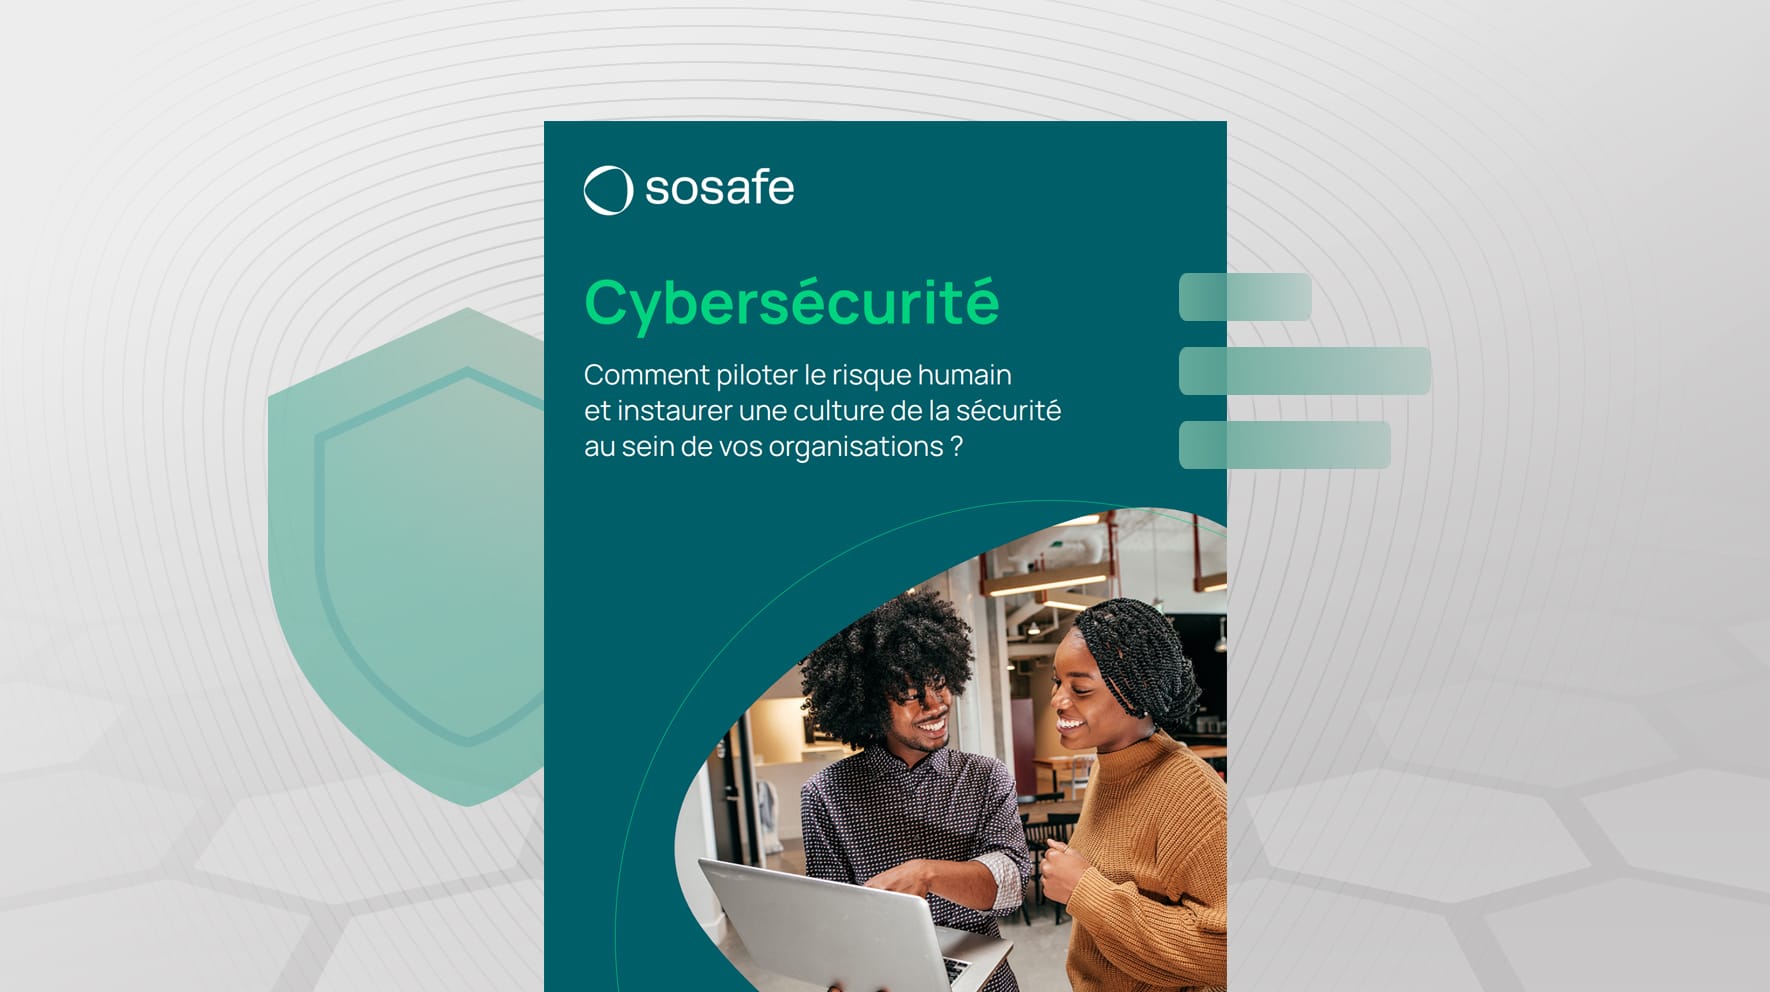 sosafe
Cybersécurité
Comment piloter le risque humain
et instaurer une culture de la sécurité
au sein de vos organisations ?